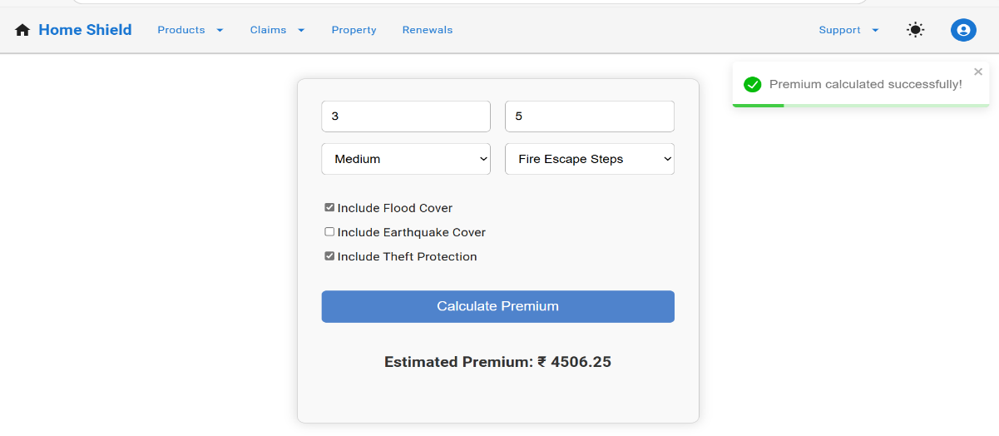 Home Shield Products Claims Property Renewals Support
Premium calculated successfully!
3 5
Medium Fire Escape Steps
Include Flood Cover
Include Earthquake Cover
Include Theft Protection
Calculate Premium
Estimated Premium: ₹ 4506.25